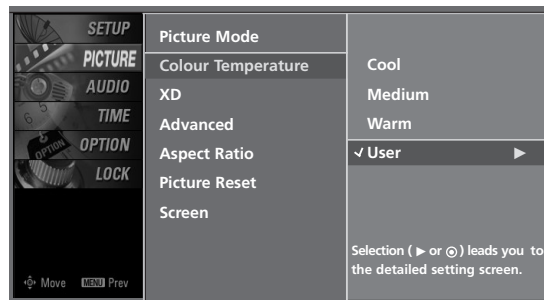 SETUP
PICTURE
AUDIO
TIME
OPTION
LOCK
Move MENU Prev
Picture Mode
Colour Temperature
XD
Advanced
Aspect Ratio
Picture Reset
Screen
Cool
Medium
Warm
✓ User ▶
Selection ( ▶ or ◉ ) leads you to
the detailed setting screen.